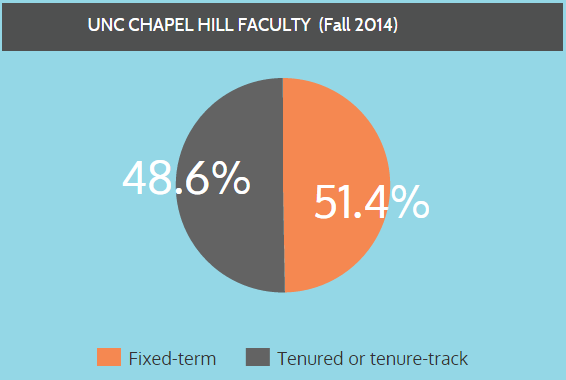 UNC CHAPEL HILL FACULTY (Fall 2014)
48.6%
51.4%
Fixed-term
Tenured or tenure-track